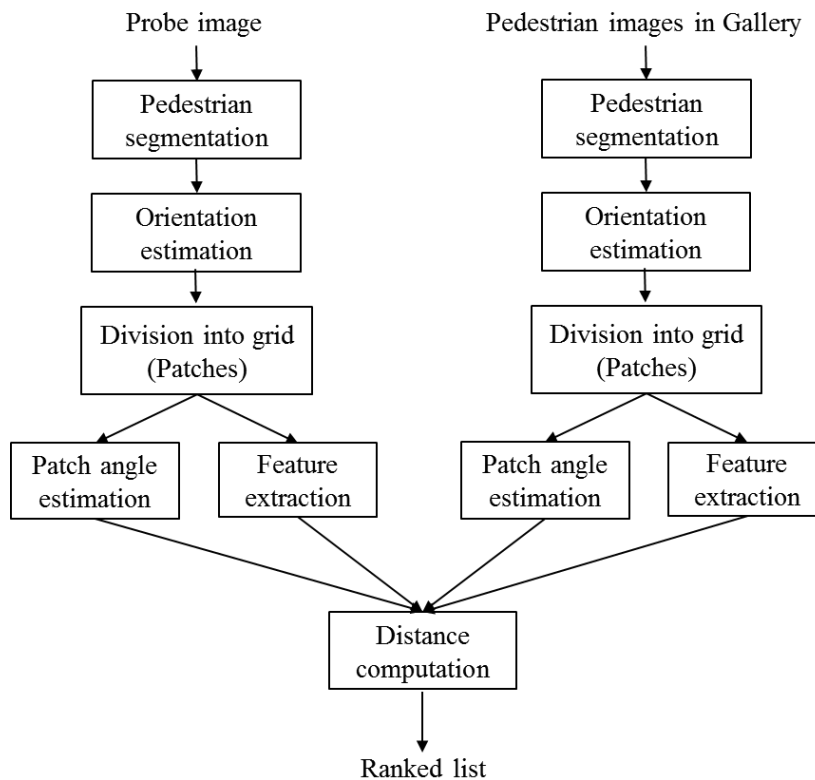 Probe image
Pedestrian images in Gallery
Pedestrian
segmentation
Pedestrian
segmentation
Orientation
estimation
Orientation
estimation
Division into grid
(Patches)
Division into grid
(Patches)
Patch angle
estimation
Feature
extraction
Patch angle
estimation
Feature
extraction
Distance
computation
Ranked list